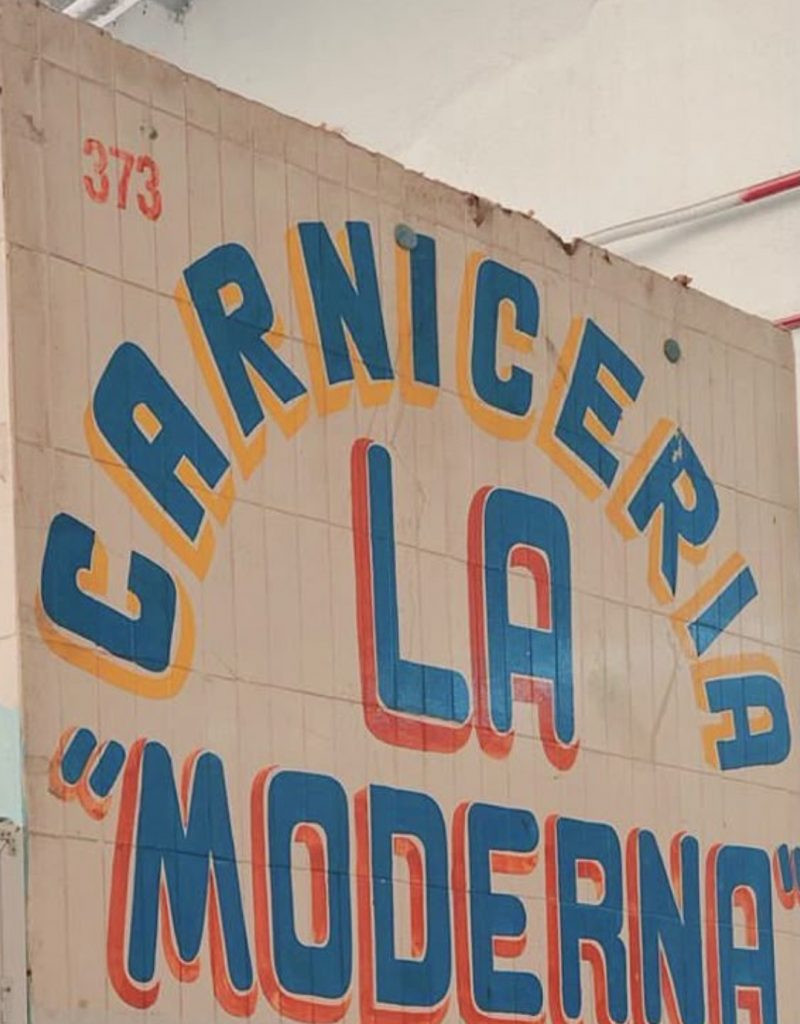 373
CARNICERIA
LA
"MODERNA"